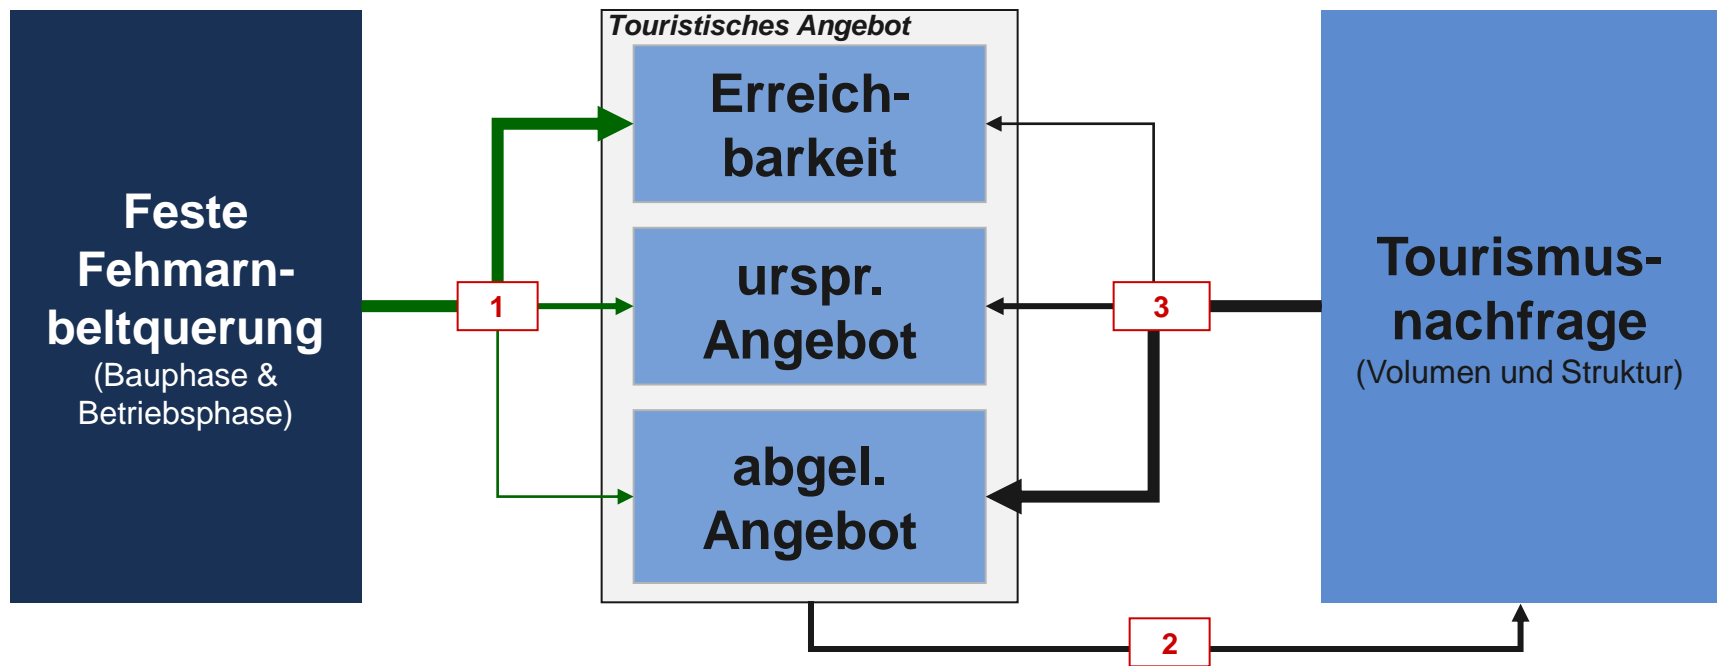 Feste
Fehmarn-
beltquerung
(Bauphase &
Betriebsphase)
1
Touristisches Angebot
Erreich-
barkeit
urspr.
Angebot
abgel.
Angebot
3
2
Tourismus-
nachfrage
(Volumen und Struktur)